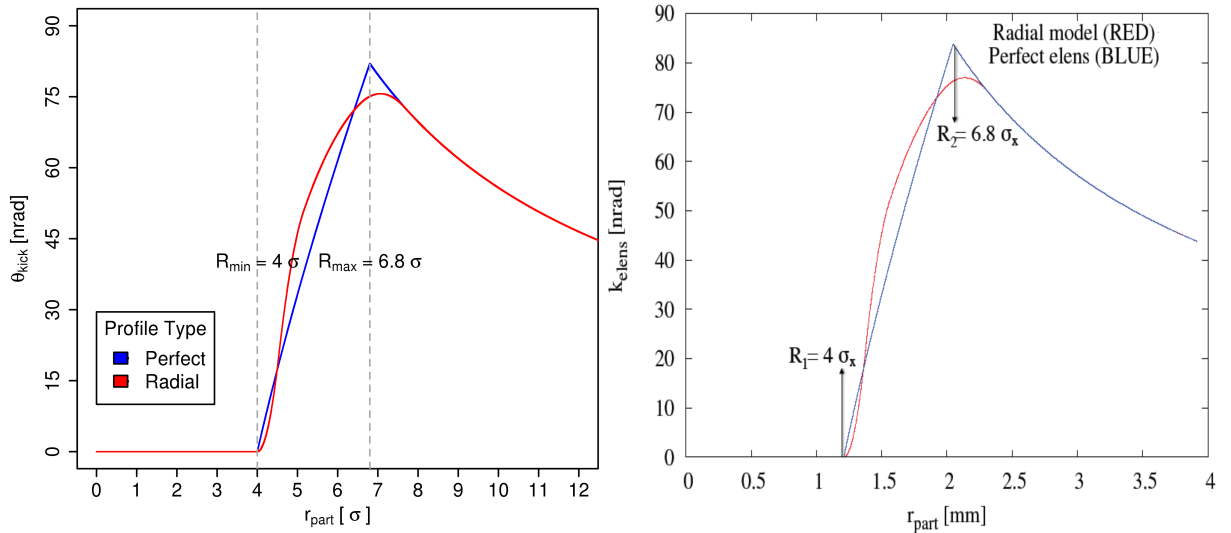 90
75
60
45
30
15
0
θkick [nrad]
Rmin = 4 σ
Rmax = 6.8 σ
Profile Type
Perfect
Radial
0 1 2 3 4 5 6 7 8 9 10 11 12
rpart [ σ ]
90
80
70
60
50
40
30
20
10
0
kelens [nrad]
Radial model (RED)
Perfect elens (BLUE)
R2= 6.8 σx
R1= 4 σx
0 0.5 1 1.5 2 2.5 3 3.5 4
rpart [mm]